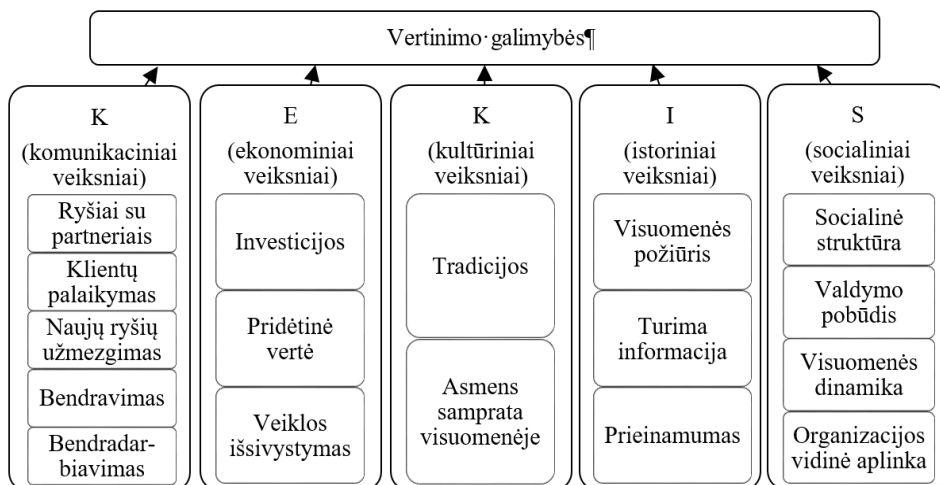 Vertinimo·galimybės¶
K
(komunikaciniai
veiksniai)
Ryšiai su
partneriais
Klientų
palaikymas
Naujų ryšių
užmezgimas
Bendravimas
Bendradar-
biavimas
E
(ekonominiai
veiksniai)
Investicijos
Pridėtinė
vertė
Veiklos
išsivystymas
K
(kultūriniai
veiksniai)
Tradicijos
Asmens
samprata
visuomenėje
I
(istoriniai
veiksniai)
Visuomenės
požiūris
Turima
informacija
Prieinamumas
S
(socialiniai
veiksniai)
Socialinė
struktūra
Valdymo
pobūdis
Visuomenės
dinamika
Organizacijos
vidinė aplinka